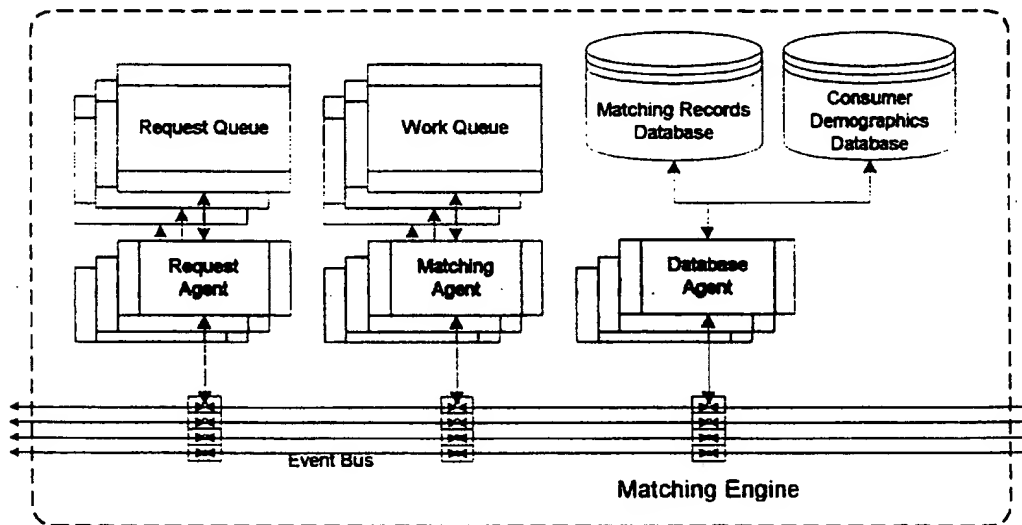 Request Queue
Work Queue
Matching Records
Database
Consumer
Demographics
Database
Request
Agent
Matching
Agent
Database
Agent
Event Bus
Matching Engine